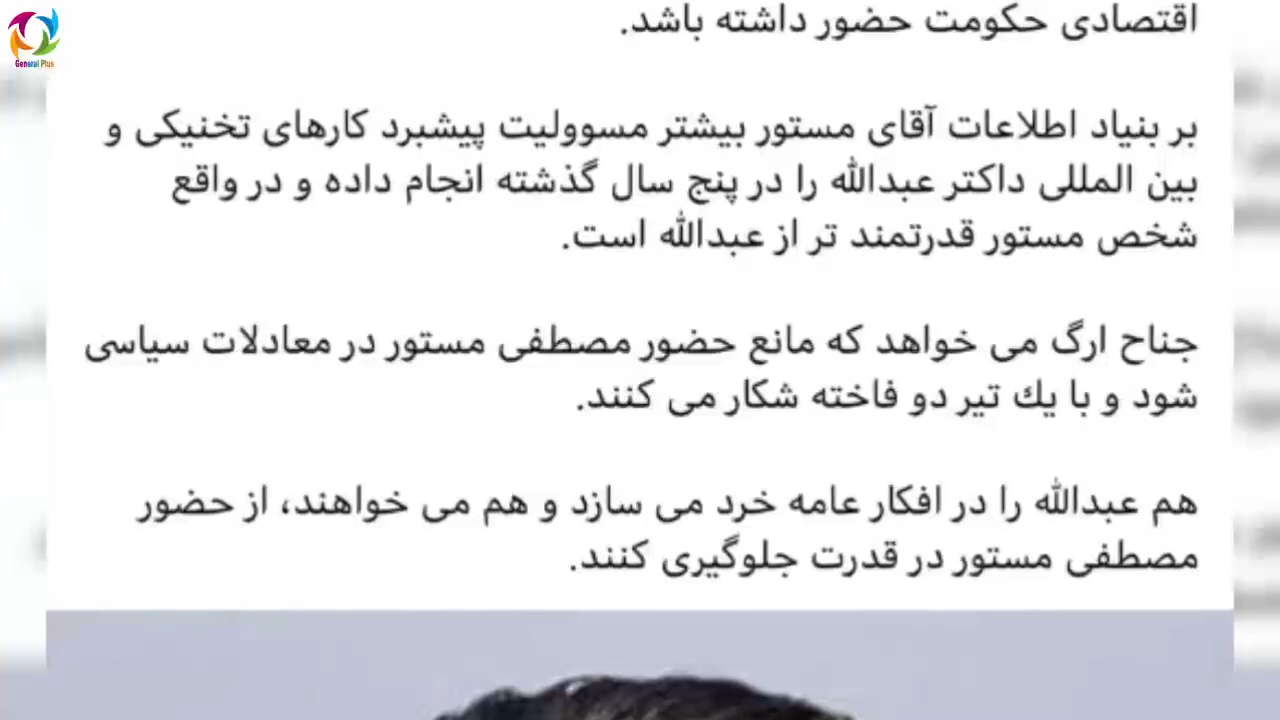 General Plus
اقتصادی حکومت حضور داشته باشد.
بر بنیاد اطلاعات آقای مستور بیشتر مسوولیت پیشبرد کارهای تخنیکی و
بین المللی داکتر عبدالله را در پنج سال گذشته انجام داده و در واقع
شخص مستور قدرتمند تر از عبدالله است.
جناح ارگ می خواهد که مانع حضور مصطفی مستور در معادلات سیاسی
شود و با يك تیر دو فاخته شکار می کنند.
هم عبدالله را در افکار عامه خرد می سازد و هم می خواهند، از حضور
مصطفی مستور در قدرت جلوگیری کنند.